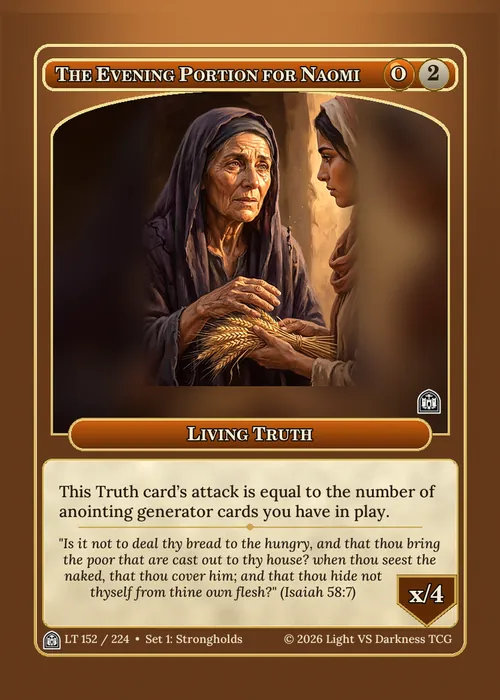 The Evening Portion for Naomi O 2
Living Truth
This Truth card's attack is equal to the number of
anointing generator cards you have in play.
"Is it not to deal thy bread to the hungry, and that thou bring
the poor that are cast out to thy house? when thou seest the
naked, that thou cover him; and that thou hide not
thyself from thine own flesh?" (Isaiah 58:7)
x/4
LT 152 / 224 • Set 1: Strongholds © 2026 Light VS Darkness TCG